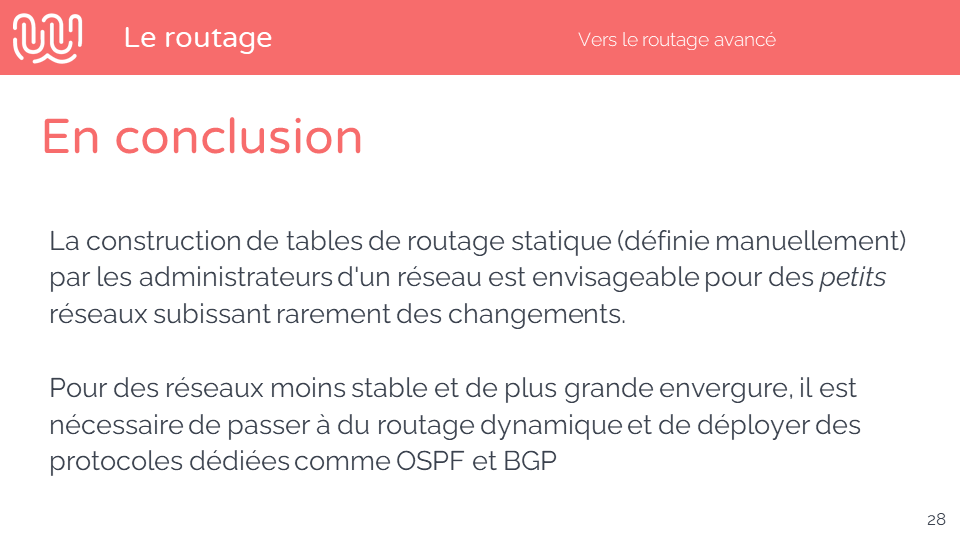 Le routage
Vers le routage avancé
En conclusion
La construction de tables de routage statique (définie manuellement)
par les administrateurs d'un réseau est envisageable pour des petits
réseaux subissant rarement des changements.
Pour des réseaux moins stable et de plus grande envergure, il est
nécessaire de passer à du routage dynamique et de déployer des
protocoles dédiées comme OSPF et BGP
28